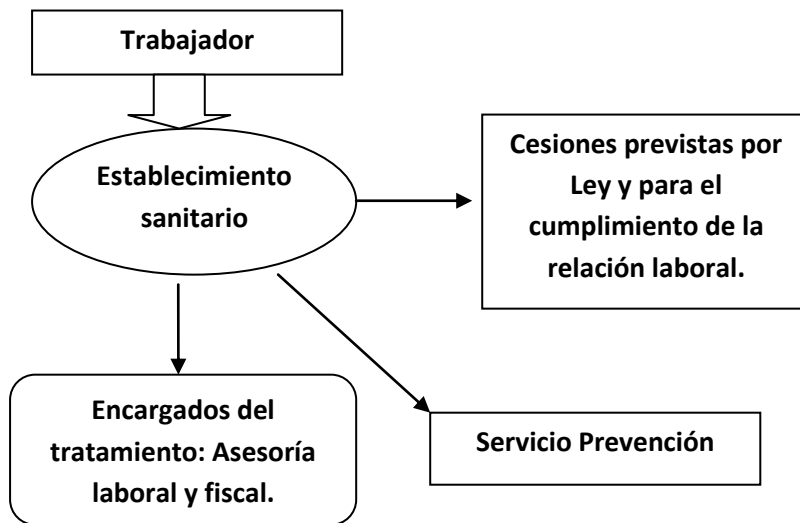 Trabajador
Establecimiento
sanitario
Cesiones previstas por
Ley y para el
cumplimiento de la
relación laboral.
Encargados del
tratamiento: Asesoría
laboral y fiscal.
Servicio Prevención